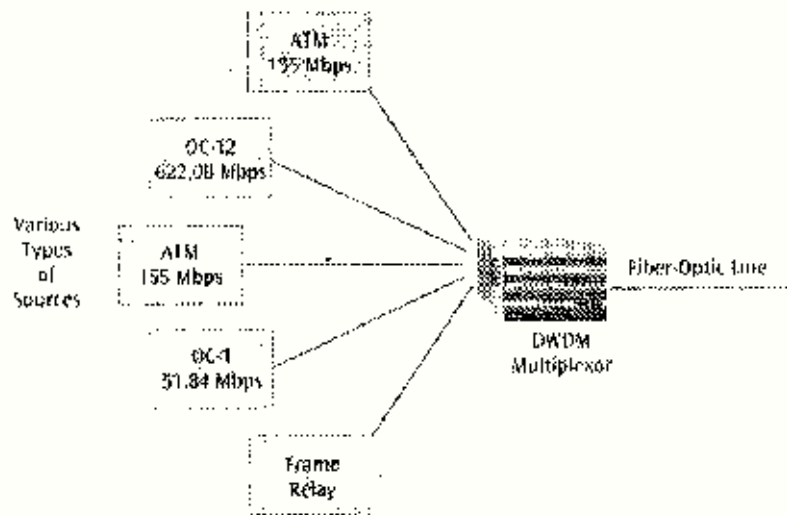 ATM
155 Mbps
OC-12
622.08 Mbps
Various
Types
of
Sources
ATM
155 Mbps
Fiber-Optic Line
DWDM
Multiplexor
OC-1
51.84 Mbps
Frame
Relay